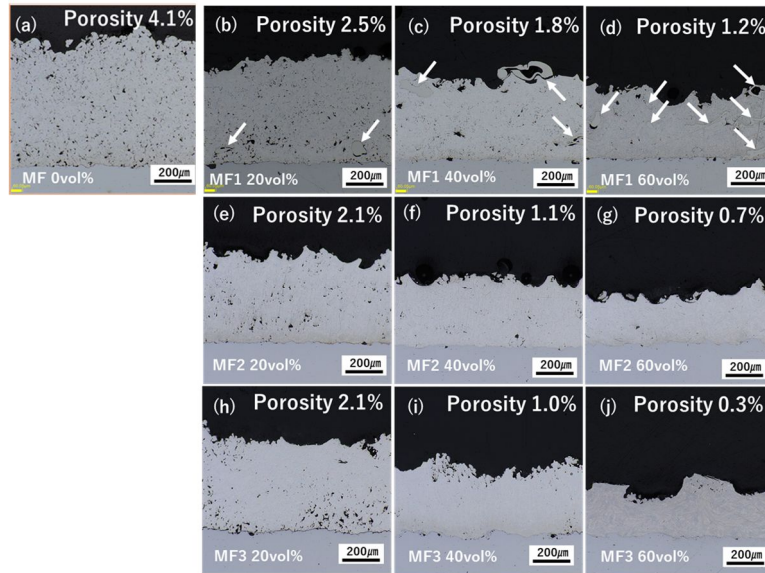 (a) Porosity 4.1%
MF 0vol% 200㎛
(b) Porosity 2.5%
MF1 20vol% 200㎛
(c) Porosity 1.8%
MF1 40vol% 200㎛
(d) Porosity 1.2%
MF1 60vol% 200㎛
(e) Porosity 2.1%
MF2 20vol% 200㎛
(f) Porosity 1.1%
MF2 40vol% 200㎛
(g) Porosity 0.7%
MF2 60vol% 200㎛
(h) Porosity 2.1%
MF3 20vol% 200㎛
(i) Porosity 1.0%
MF3 40vol% 200㎛
(j) Porosity 0.3%
MF3 60vol% 200㎛